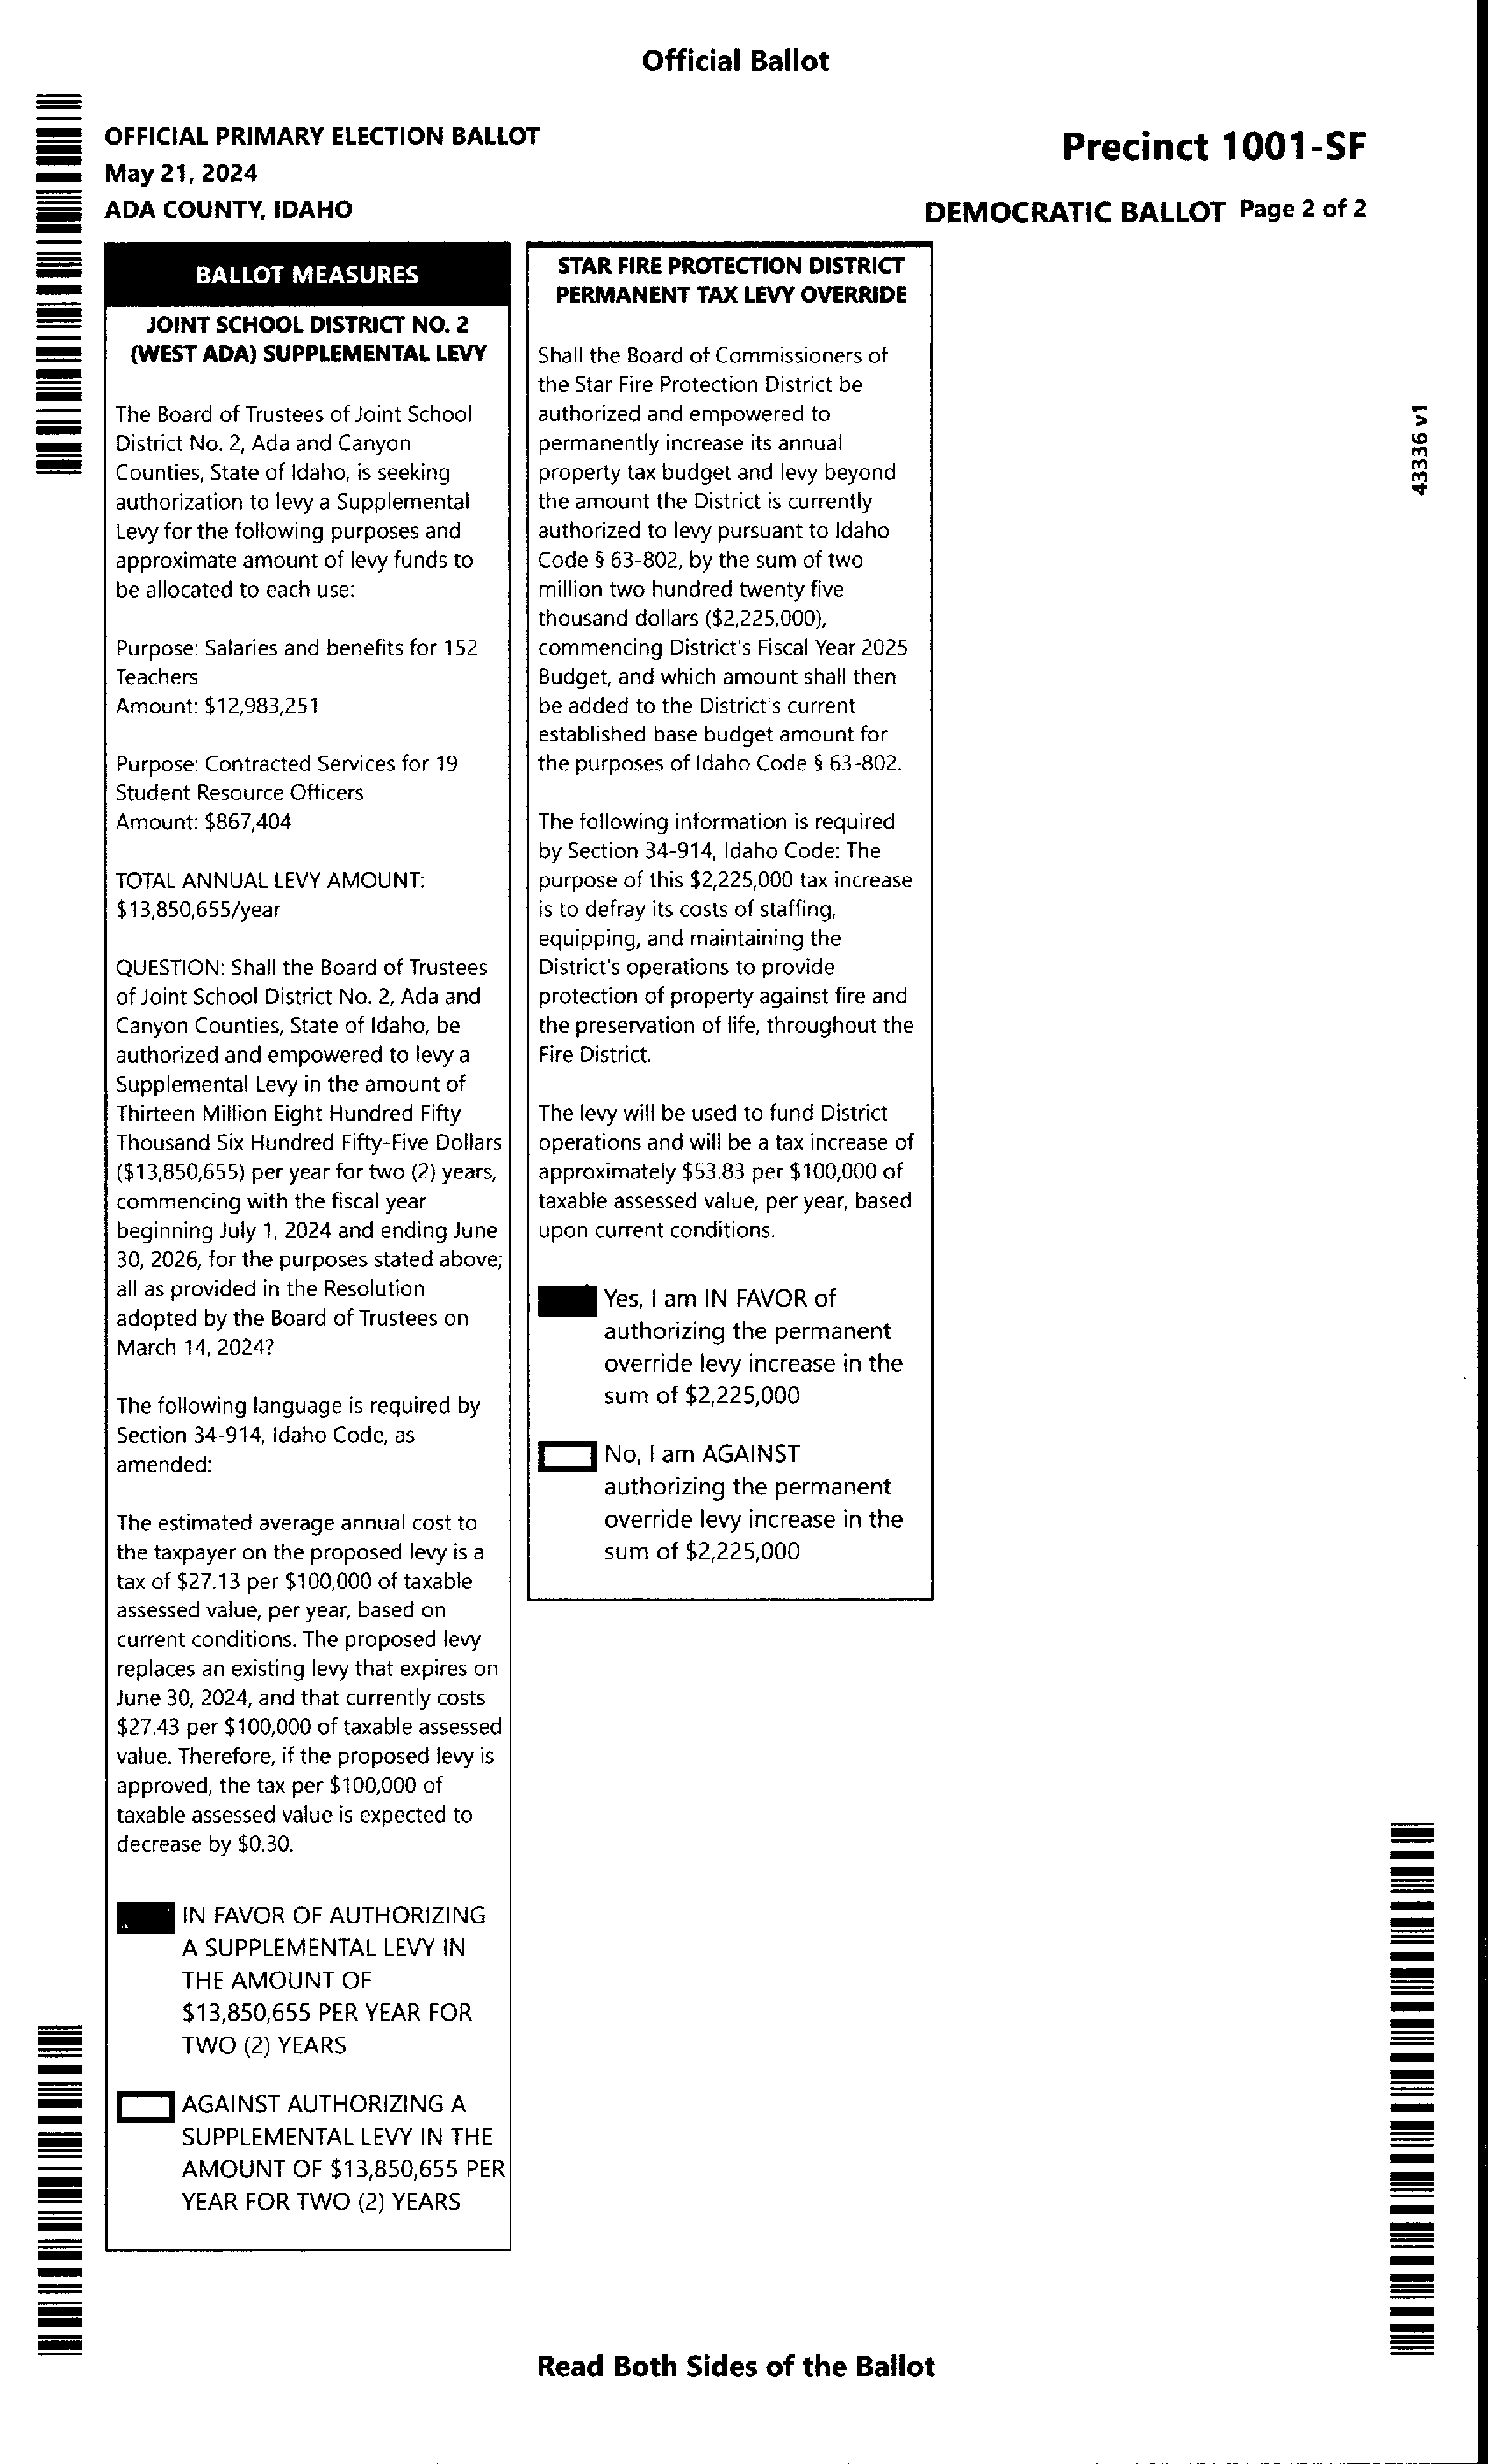 Official Ballot
OFFICIAL PRIMARY ELECTION BALLOT
May 21, 2024
ADA COUNTY, IDAHO
Precinct 1001-SF
DEMOCRATIC BALLOT Page 2 of 2
BALLOT MEASURES
JOINT SCHOOL DISTRICT NO. 2
(WEST ADA) SUPPLEMENTAL LEVY
The Board of Trustees of Joint School
District No. 2, Ada and Canyon
Counties, State of Idaho, is seeking
authorization to levy a Supplemental
Levy for the following purposes and
approximate amount of levy funds to
be allocated to each use:
Purpose: Salaries and benefits for 152
Teachers
Amount: $12,983,251
Purpose: Contracted Services for 19
Student Resource Officers
Amount: $867,404
TOTAL ANNUAL LEVY AMOUNT:
$13,850,655/year
QUESTION: Shall the Board of Trustees
of Joint School District No. 2, Ada and
Canyon Counties, State of Idaho, be
authorized and empowered to levy a
Supplemental Levy in the amount of
Thirteen Million Eight Hundred Fifty
Thousand Six Hundred Fifty-Five Dollars
($13,850,655) per year for two (2) years,
commencing with the fiscal year
beginning July 1, 2024 and ending June
30, 2026, for the purposes stated above;
all as provided in the Resolution
adopted by the Board of Trustees on
March 14, 2024?
The following language is required by
Section 34-914, Idaho Code, as
amended:
The estimated average annual cost to
the taxpayer on the proposed levy is a
tax of $27.13 per $100,000 of taxable
assessed value, per year, based on
current conditions. The proposed levy
replaces an existing levy that expires on
June 30, 2024, and that currently costs
$27.43 per $100,000 of taxable assessed
value. Therefore, if the proposed levy is
approved, the tax per $100,000 of
taxable assessed value is expected to
decrease by $0.30.
IN FAVOR OF AUTHORIZING
A SUPPLEMENTAL LEVY IN
THE AMOUNT OF
$13,850,655 PER YEAR FOR
TWO (2) YEARS
AGAINST AUTHORIZING A
SUPPLEMENTAL LEVY IN THE
AMOUNT OF $13,850,655 PER
YEAR FOR TWO (2) YEARS
STAR FIRE PROTECTION DISTRICT
PERMANENT TAX LEVY OVERRIDE
Shall the Board of Commissioners of
the Star Fire Protection District be
authorized and empowered to
permanently increase its annual
property tax budget and levy beyond
the amount the District is currently
authorized to levy pursuant to Idaho
Code § 63-802, by the sum of two
million two hundred twenty five
thousand dollars ($2,225,000),
commencing District's Fiscal Year 2025
Budget, and which amount shall then
be added to the District's current
established base budget amount for
the purposes of Idaho Code § 63-802.
The following information is required
by Section 34-914, Idaho Code: The
purpose of this $2,225,000 tax increase
is to defray its costs of staffing,
equipping, and maintaining the
District's operations to provide
protection of property against fire and
the preservation of life, throughout the
Fire District.
The levy will be used to fund District
operations and will be a tax increase of
approximately $53.83 per $100,000 of
taxable assessed value, per year, based
upon current conditions.
Yes, I am IN FAVOR of
authorizing the permanent
override levy increase in the
sum of $2,225,000
No, I am AGAINST
authorizing the permanent
override levy increase in the
sum of $2,225,000
43336 v1
Read Both Sides of the Ballot